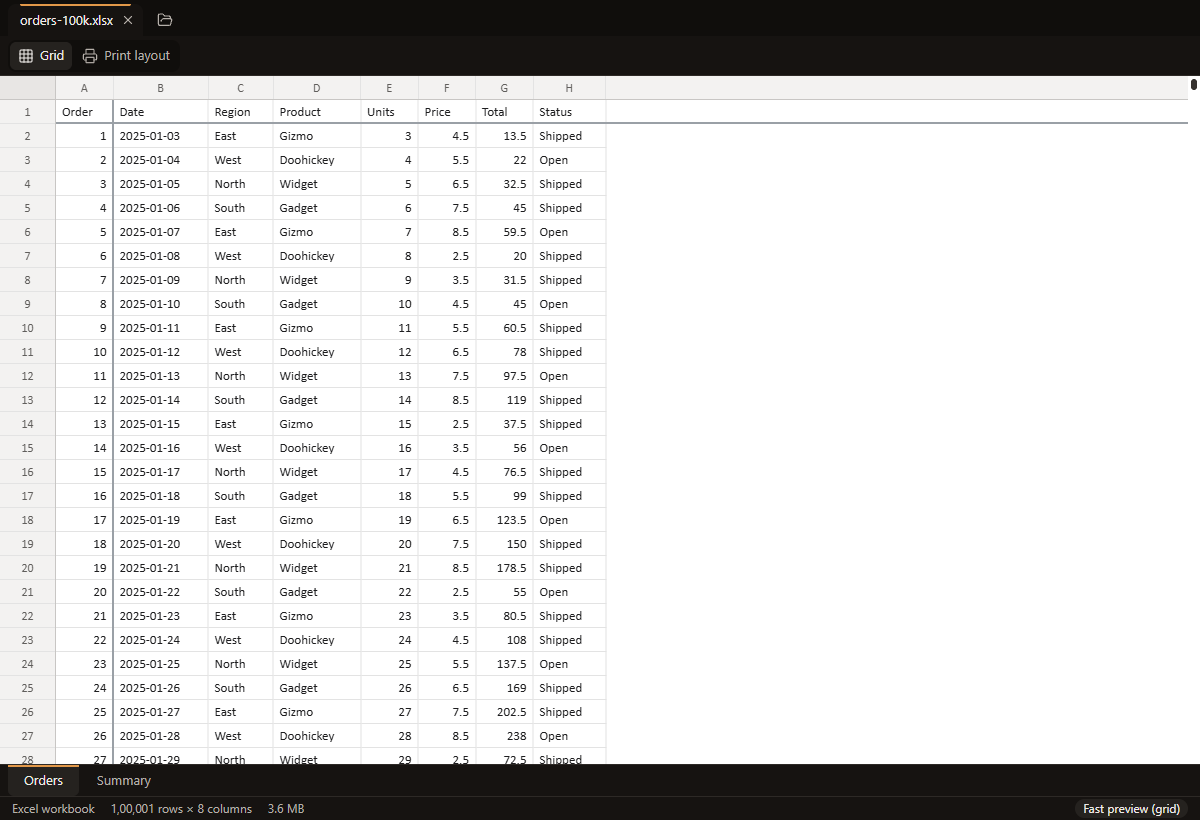 orders-100k.xlsx ×
Grid Print layout
A B C D E F G H
1 Order Date Region Product Units Price Total Status
2 1 2025-01-03 East Gizmo 3 4.5 13.5 Shipped
3 2 2025-01-04 West Doohickey 4 5.5 22 Open
4 3 2025-01-05 North Widget 5 6.5 32.5 Shipped
5 4 2025-01-06 South Gadget 6 7.5 45 Shipped
6 5 2025-01-07 East Gizmo 7 8.5 59.5 Open
7 6 2025-01-08 West Doohickey 8 2.5 20 Shipped
8 7 2025-01-09 North Widget 9 3.5 31.5 Shipped
9 8 2025-01-10 South Gadget 10 4.5 45 Open
10 9 2025-01-11 East Gizmo 11 5.5 60.5 Shipped
11 10 2025-01-12 West Doohickey 12 6.5 78 Shipped
12 11 2025-01-13 North Widget 13 7.5 97.5 Open
13 12 2025-01-14 South Gadget 14 8.5 119 Shipped
14 13 2025-01-15 East Gizmo 15 2.5 37.5 Shipped
15 14 2025-01-16 West Doohickey 16 3.5 56 Open
16 15 2025-01-17 North Widget 17 4.5 76.5 Shipped
17 16 2025-01-18 South Gadget 18 5.5 99 Shipped
18 17 2025-01-19 East Gizmo 19 6.5 123.5 Open
19 18 2025-01-20 West Doohickey 20 7.5 150 Shipped
20 19 2025-01-21 North Widget 21 8.5 178.5 Shipped
21 20 2025-01-22 South Gadget 22 2.5 55 Open
22 21 2025-01-23 East Gizmo 23 3.5 80.5 Shipped
23 22 2025-01-24 West Doohickey 24 4.5 108 Shipped
24 23 2025-01-25 North Widget 25 5.5 137.5 Open
25 24 2025-01-26 South Gadget 26 6.5 169 Shipped
26 25 2025-01-27 East Gizmo 27 7.5 202.5 Shipped
27 26 2025-01-28 West Doohickey 28 8.5 238 Open
28 27 2025-01-29 North Widget 29 2.5 72.5 Shipped
Orders Summary
Excel workbook 1,00,001 rows × 8 columns 3.6 MB Fast preview (grid)